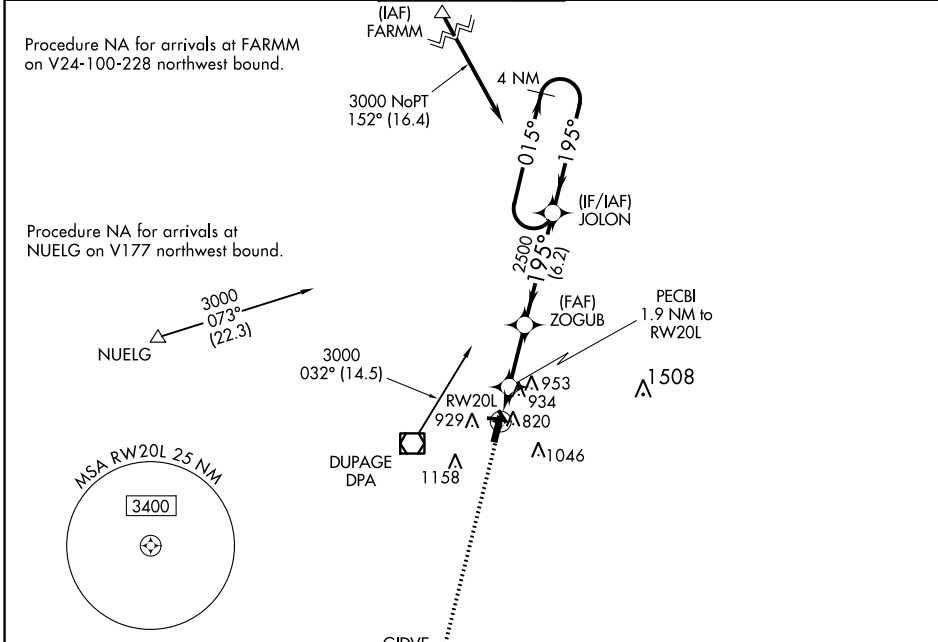 (IAF)
FARMM
Procedure NA for arrivals at FARMM
on V24-100-228 northwest bound.
3000 NoPT
152° (16.4)
4 NM
015°
195°
(IF/IAF)
JOLON
Procedure NA for arrivals at
NUELG on V177 northwest bound.
2500
195°
(6.2)
3000
073°
(22.3)
NUELG
(FAF)
ZOGUB
PECBI
1.9 NM to
RW20L
3000
032° (14.5)
RW20L
953
934
1508
929
820
DUPAGE
DPA
1158
1046
MSA RW20L 25 NM
3400